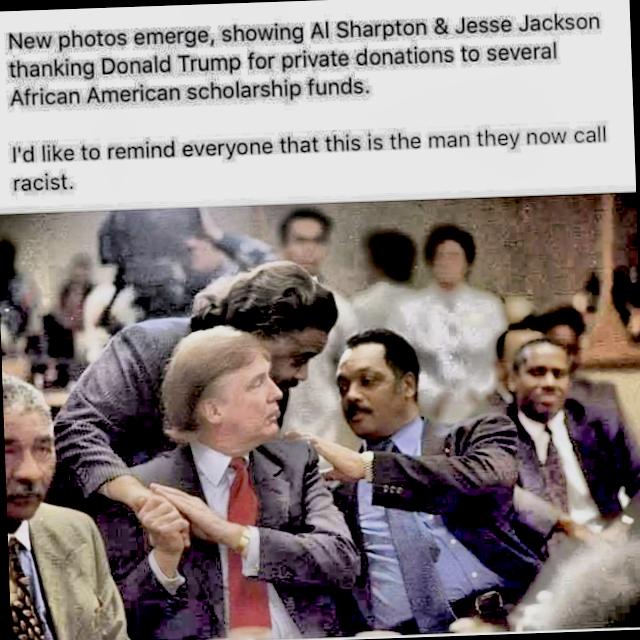 New photos emerge, showing Al Sharpton & Jesse Jackson
thanking Donald Trump for private donations to several
African American scholarship funds.
I'd like to remind everyone that this is the man they now call
racist.